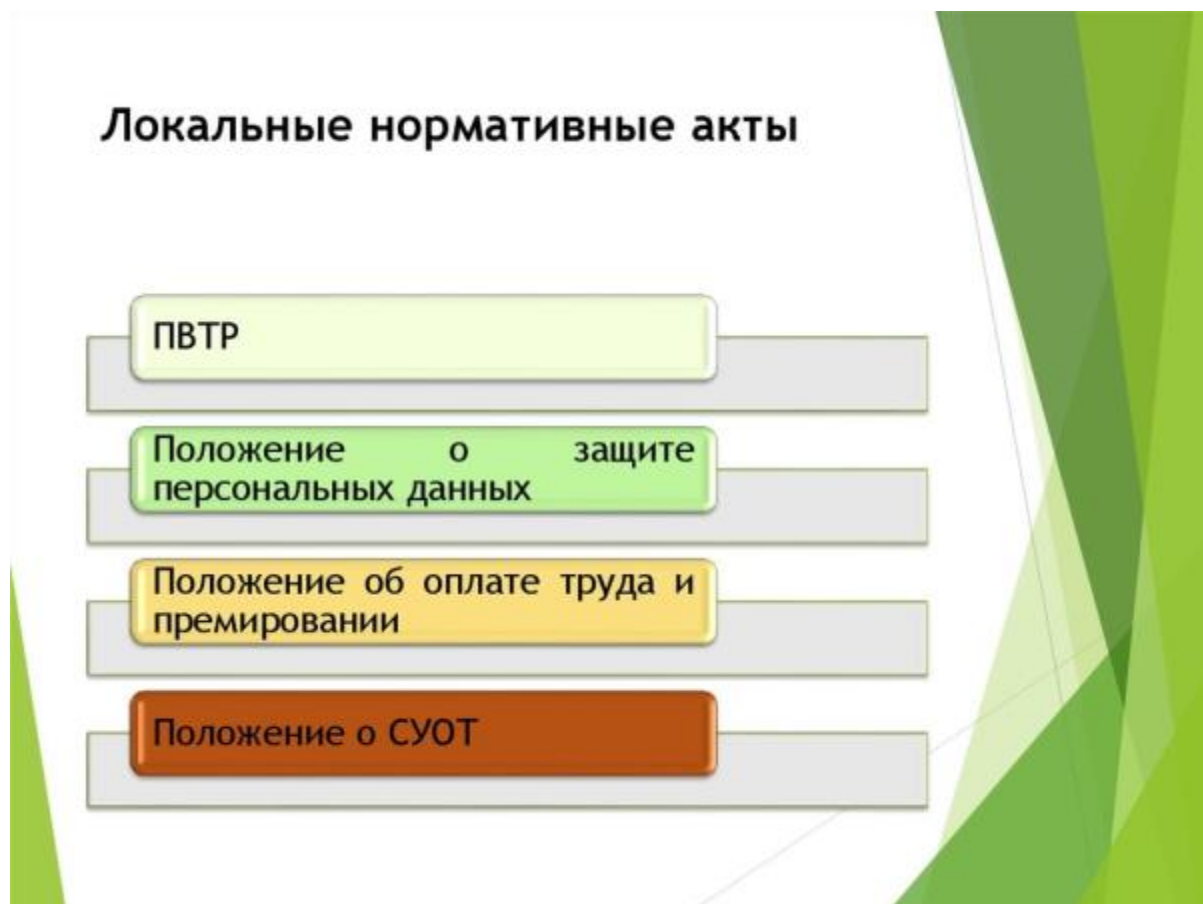 Локальные нормативные акты
ПВТР
Положение о защите
персональных данных
Положение об оплате труда и
премировании
Положение о СУОТ